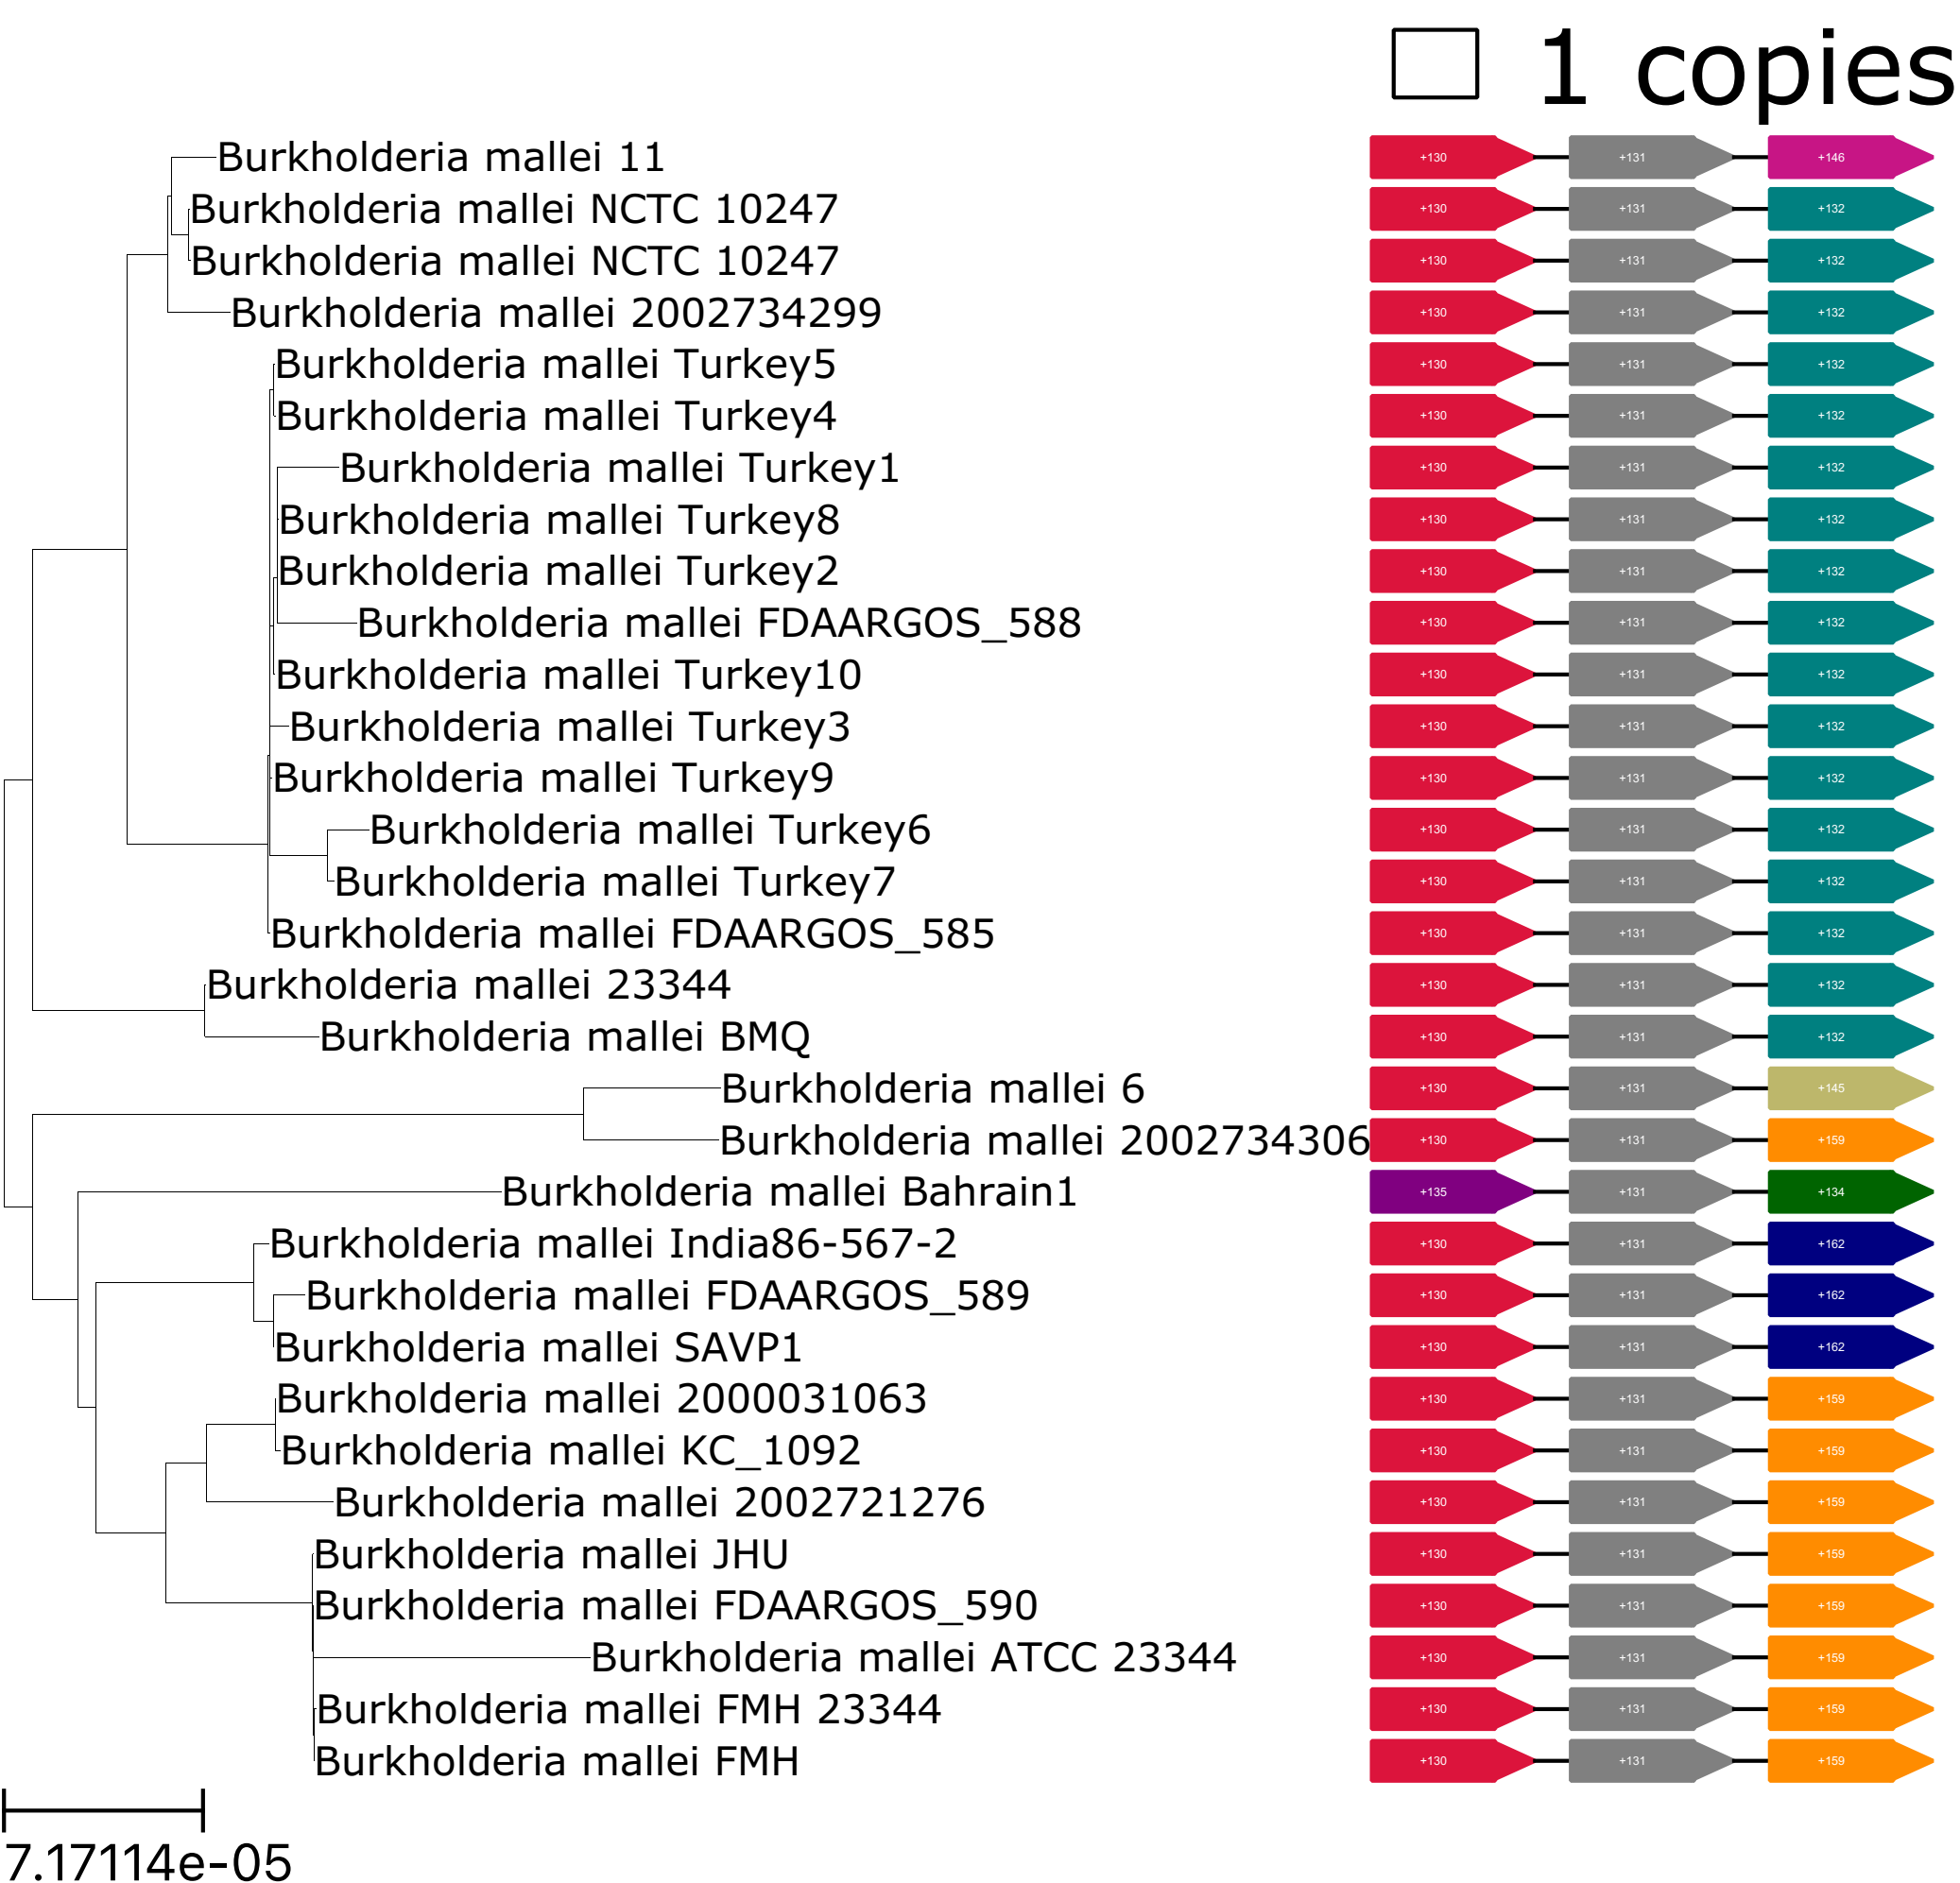 1 copies
Burkholderia mallei 11 +130 +131 +146
Burkholderia mallei NCTC 10247 +130 +131 +132
Burkholderia mallei NCTC 10247 +130 +131 +132
Burkholderia mallei 2002734299 +130 +131 +132
Burkholderia mallei Turkey5 +130 +131 +132
Burkholderia mallei Turkey4 +130 +131 +132
Burkholderia mallei Turkey1 +130 +131 +132
Burkholderia mallei Turkey8 +130 +131 +132
Burkholderia mallei Turkey2 +130 +131 +132
Burkholderia mallei FDAARGOS_588 +130 +131 +132
Burkholderia mallei Turkey10 +130 +131 +132
Burkholderia mallei Turkey3 +130 +131 +132
Burkholderia mallei Turkey9 +130 +131 +132
Burkholderia mallei Turkey6 +130 +131 +132
Burkholderia mallei Turkey7 +130 +131 +132
Burkholderia mallei FDAARGOS_585 +130 +131 +132
Burkholderia mallei 23344 +130 +131 +132
Burkholderia mallei BMQ +130 +131 +132
Burkholderia mallei 6 +130 +131 +145
Burkholderia mallei 2002734306 +130 +131 +159
Burkholderia mallei Bahrain1 +135 +131 +134
Burkholderia mallei India86-567-2 +130 +131 +162
Burkholderia mallei FDAARGOS_589 +130 +131 +162
Burkholderia mallei SAVP1 +130 +131 +162
Burkholderia mallei 2000031063 +130 +131 +159
Burkholderia mallei KC_1092 +130 +131 +159
Burkholderia mallei 2002721276 +130 +131 +159
Burkholderia mallei JHU +130 +131 +159
Burkholderia mallei FDAARGOS_590 +130 +131 +159
Burkholderia mallei ATCC 23344 +130 +131 +159
Burkholderia mallei FMH 23344 +130 +131 +159
Burkholderia mallei FMH +130 +131 +159
7.17114e-05